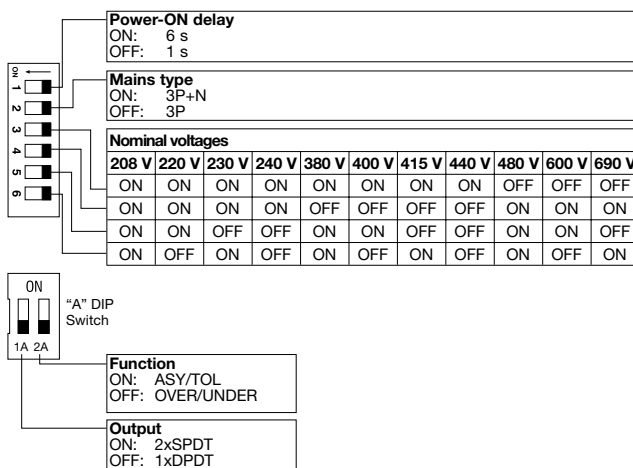 Power-ON delay
ON: 6 s
OFF: 1 s
ON
1
2
3
4
5
6
Mains type
ON: 3P+N
OFF: 3P
Nominal voltages
208 V 220 V 230 V 240 V 380 V 400 V 415 V 440 V 480 V 600 V 690 V
ON ON ON ON ON ON ON ON OFF OFF OFF
ON ON ON ON OFF OFF OFF OFF ON ON ON
ON ON OFF OFF ON ON OFF OFF ON ON OFF
ON OFF ON OFF ON OFF ON OFF ON OFF ON
ON
"A" DIP
Switch
1A 2A
Function
ON: ASY/TOL
OFF: OVER/UNDER
Output
ON: 2xSPDT
OFF: 1xDPDT